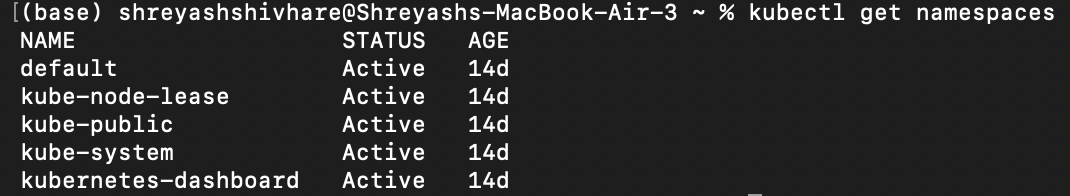 [(base) shreyashshivhare@Shreyashs-MacBook-Air-3 ~ % kubectl get namespaces
NAME STATUS AGE
default Active 14d
kube-node-lease Active 14d
kube-public Active 14d
kube-system Active 14d
kubernetes-dashboard Active 14d